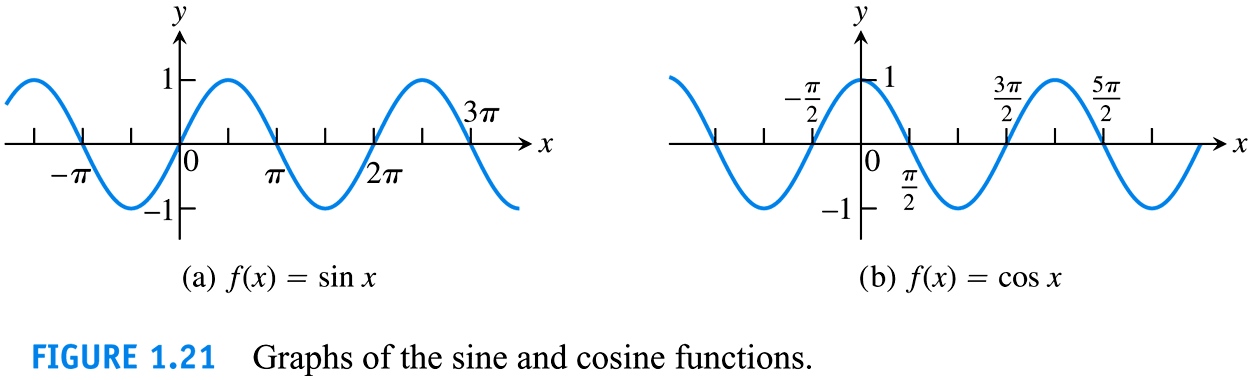 y
1
3π
x
0
−π
π
2π
−1
(a) f(x) = sin x
y
1
−π/2
3π/2
5π/2
x
0
π/2
−1
(b) f(x) = cos x
FIGURE 1.21 Graphs of the sine and cosine functions.